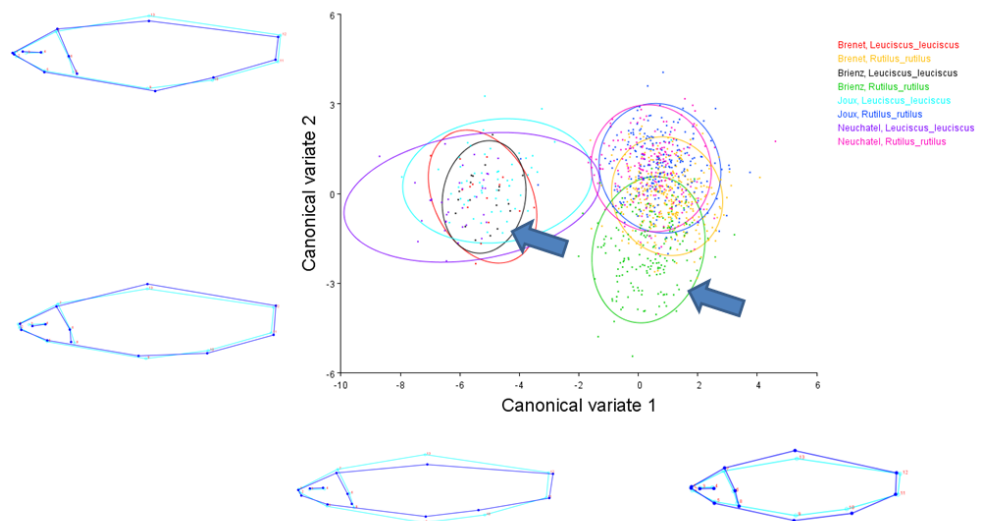 Brenet, Leuciscus_leuciscus
Brenet, Rutilus_rutilus
Brienz, Leuciscus_leuciscus
Brienz, Rutilus_rutilus
Joux, Leuciscus_leuciscus
Joux, Rutilus_rutilus
Neuchatel, Leuciscus_leuciscus
Neuchatel, Rutilus_rutilus
Canonical variate 2
6
3
0
-3
-6
-10 -8 -6 -4 -2 0 2 4 6
Canonical variate 1